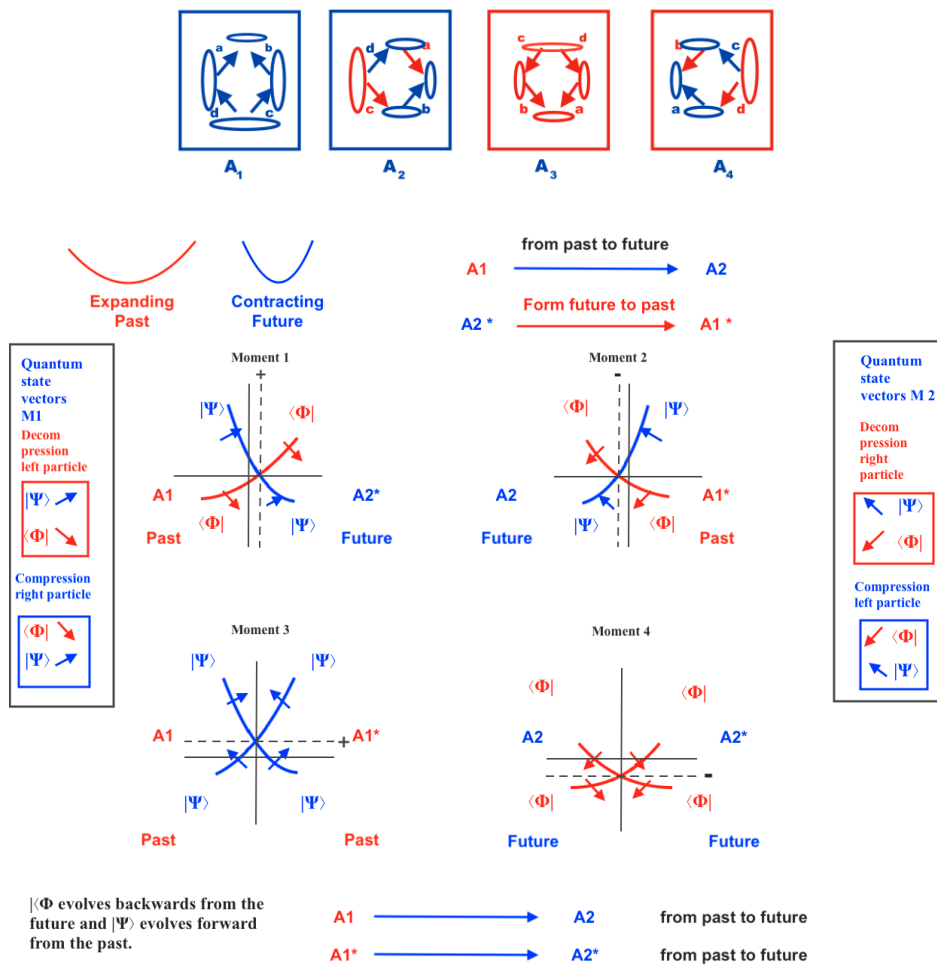 a b d c
d a c b
c d b a
b c a d
A1
A2
A3
A4
from past to future
A1 A2
Expanding
Past
Contracting
Future
Form future to past
A2 * A1 *
Quantum
state
vectors
M1
Decom
pression
left particle
|Ψ⟩
⟨Φ|
Compression
right particle
⟨Φ|
|Ψ⟩
Moment 1
+
|Ψ⟩ ⟨Φ|
A1 A2*
⟨Φ| |Ψ⟩
Past Future
Moment 2
-
⟨Φ| |Ψ⟩
A2 A1*
|Ψ⟩ ⟨Φ|
Future Past
Quantum
state
vectors M 2
Decom
pression
right
particle
|Ψ⟩
⟨Φ|
Compression
left particle
⟨Φ|
|Ψ⟩
Moment 3
|Ψ⟩ |Ψ⟩
A1 + A1*
|Ψ⟩ |Ψ⟩
Past Past
Moment 4
⟨Φ| ⟨Φ|
A2 A2*
-
⟨Φ| ⟨Φ|
Future Future
|⟨Φ evolves backwards from the
future and |Ψ⟩ evolves forward
from the past.
A1 A2 from past to future
A1* A2* from past to future